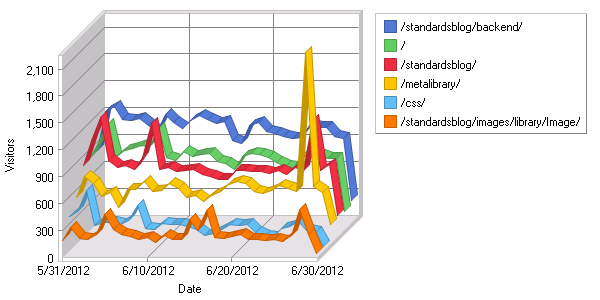 /standardsblog/backend/
/
/standardsblog/
/metalibrary/
/css/
/standardsblog/images/library/Image/
2,100
1,800
1,500
1,200
900
600
300
0
Visitors
5/31/2012 6/10/2012 6/20/2012 6/30/2012
Date